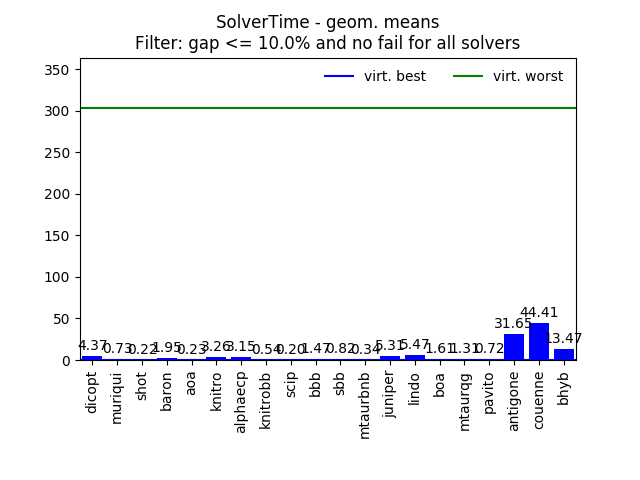 SolverTime - geom. means
Filter: gap <= 10.0% and no fail for all solvers
virt. best
virt. worst
350
300
250
200
150
100
50
0
4.37
0.73
0.22
1.95
0.23
3.26
3.15
0.54
0.20
1.47
0.82
0.34
5.31
5.47
1.61
1.31
0.72
31.65
44.41
13.47
dicopt
muriqui
shot
baron
aoa
knitro
alphaecp
knitrobb
scip
bbb
sbb
mtaurbnb
juniper
lindo
boa
mtaurqg
pavito
antigone
couenne
bhyb